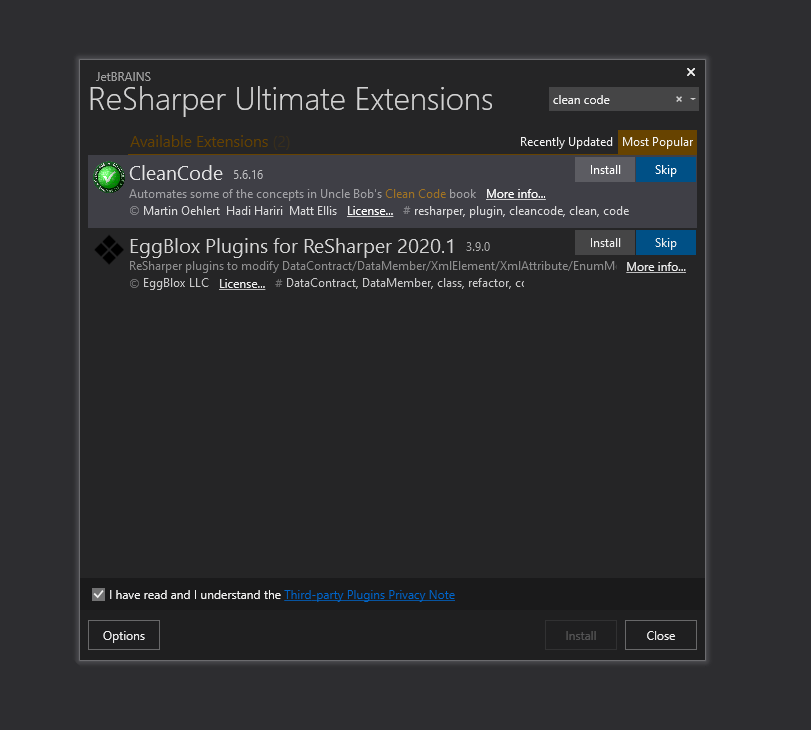 JetBRAINS
ReSharper Ultimate Extensions
clean code
Available Extensions (2)
Recently Updated Most Popular
CleanCode 5.6.16 Install Skip
Automates some of the concepts in Uncle Bob's Clean Code book More info...
© Martin Oehlert Hadi Hariri Matt Ellis License... # resharper, plugin, cleancode, clean, code
EggBlox Plugins for ReSharper 2020.1 3.9.0 Install Skip
ReSharper plugins to modify DataContract/DataMember/XmlElement/XmlAttribute/EnumM More info...
© EggBlox LLC License... # DataContract, DataMember, class, refactor, co
I have read and I understand the Third-party Plugins Privacy Note
Options Install Close